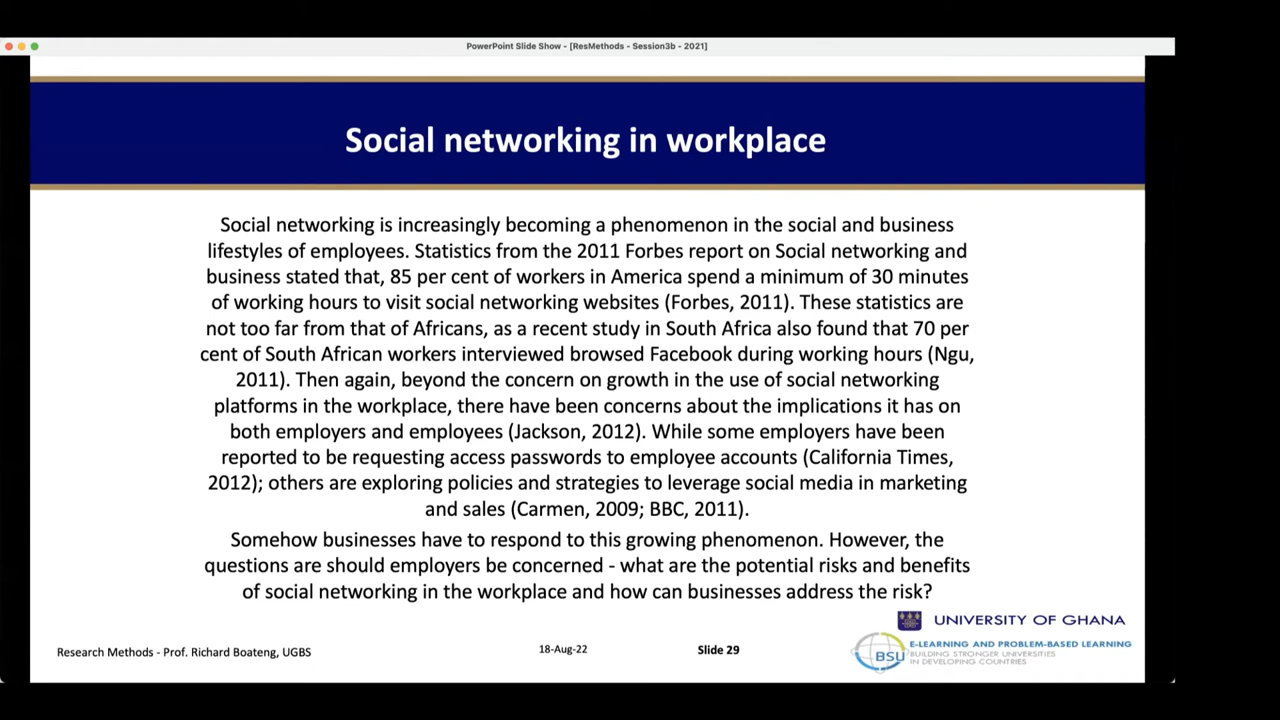 PowerPoint Slide Show - [ResMethods - Session3b - 2021]
Social networking in workplace
Social networking is increasingly becoming a phenomenon in the social and business
lifestyles of employees. Statistics from the 2011 Forbes report on Social networking and
business stated that, 85 per cent of workers in America spend a minimum of 30 minutes
of working hours to visit social networking websites (Forbes, 2011). These statistics are
not too far from that of Africans, as a recent study in South Africa also found that 70 per
cent of South African workers interviewed browsed Facebook during working hours (Ngu,
2011). Then again, beyond the concern on growth in the use of social networking
platforms in the workplace, there have been concerns about the implications it has on
both employers and employees (Jackson, 2012). While some employers have been
reported to be requesting access passwords to employee accounts (California Times,
2012); others are exploring policies and strategies to leverage social media in marketing
and sales (Carmen, 2009; BBC, 2011).
Somehow businesses have to respond to this growing phenomenon. However, the
questions are should employers be concerned - what are the potential risks and benefits
of social networking in the workplace and how can businesses address the risk?
UNIVERSITY OF GHANA
Research Methods - Prof. Richard Boateng, UGBS
18-Aug-22
Slide 29
BSU
E-LEARNING AND PROBLEM-BASED LEARNING
BUILDING STRONGER UNIVERSITIES
IN DEVELOPING COUNTRIES